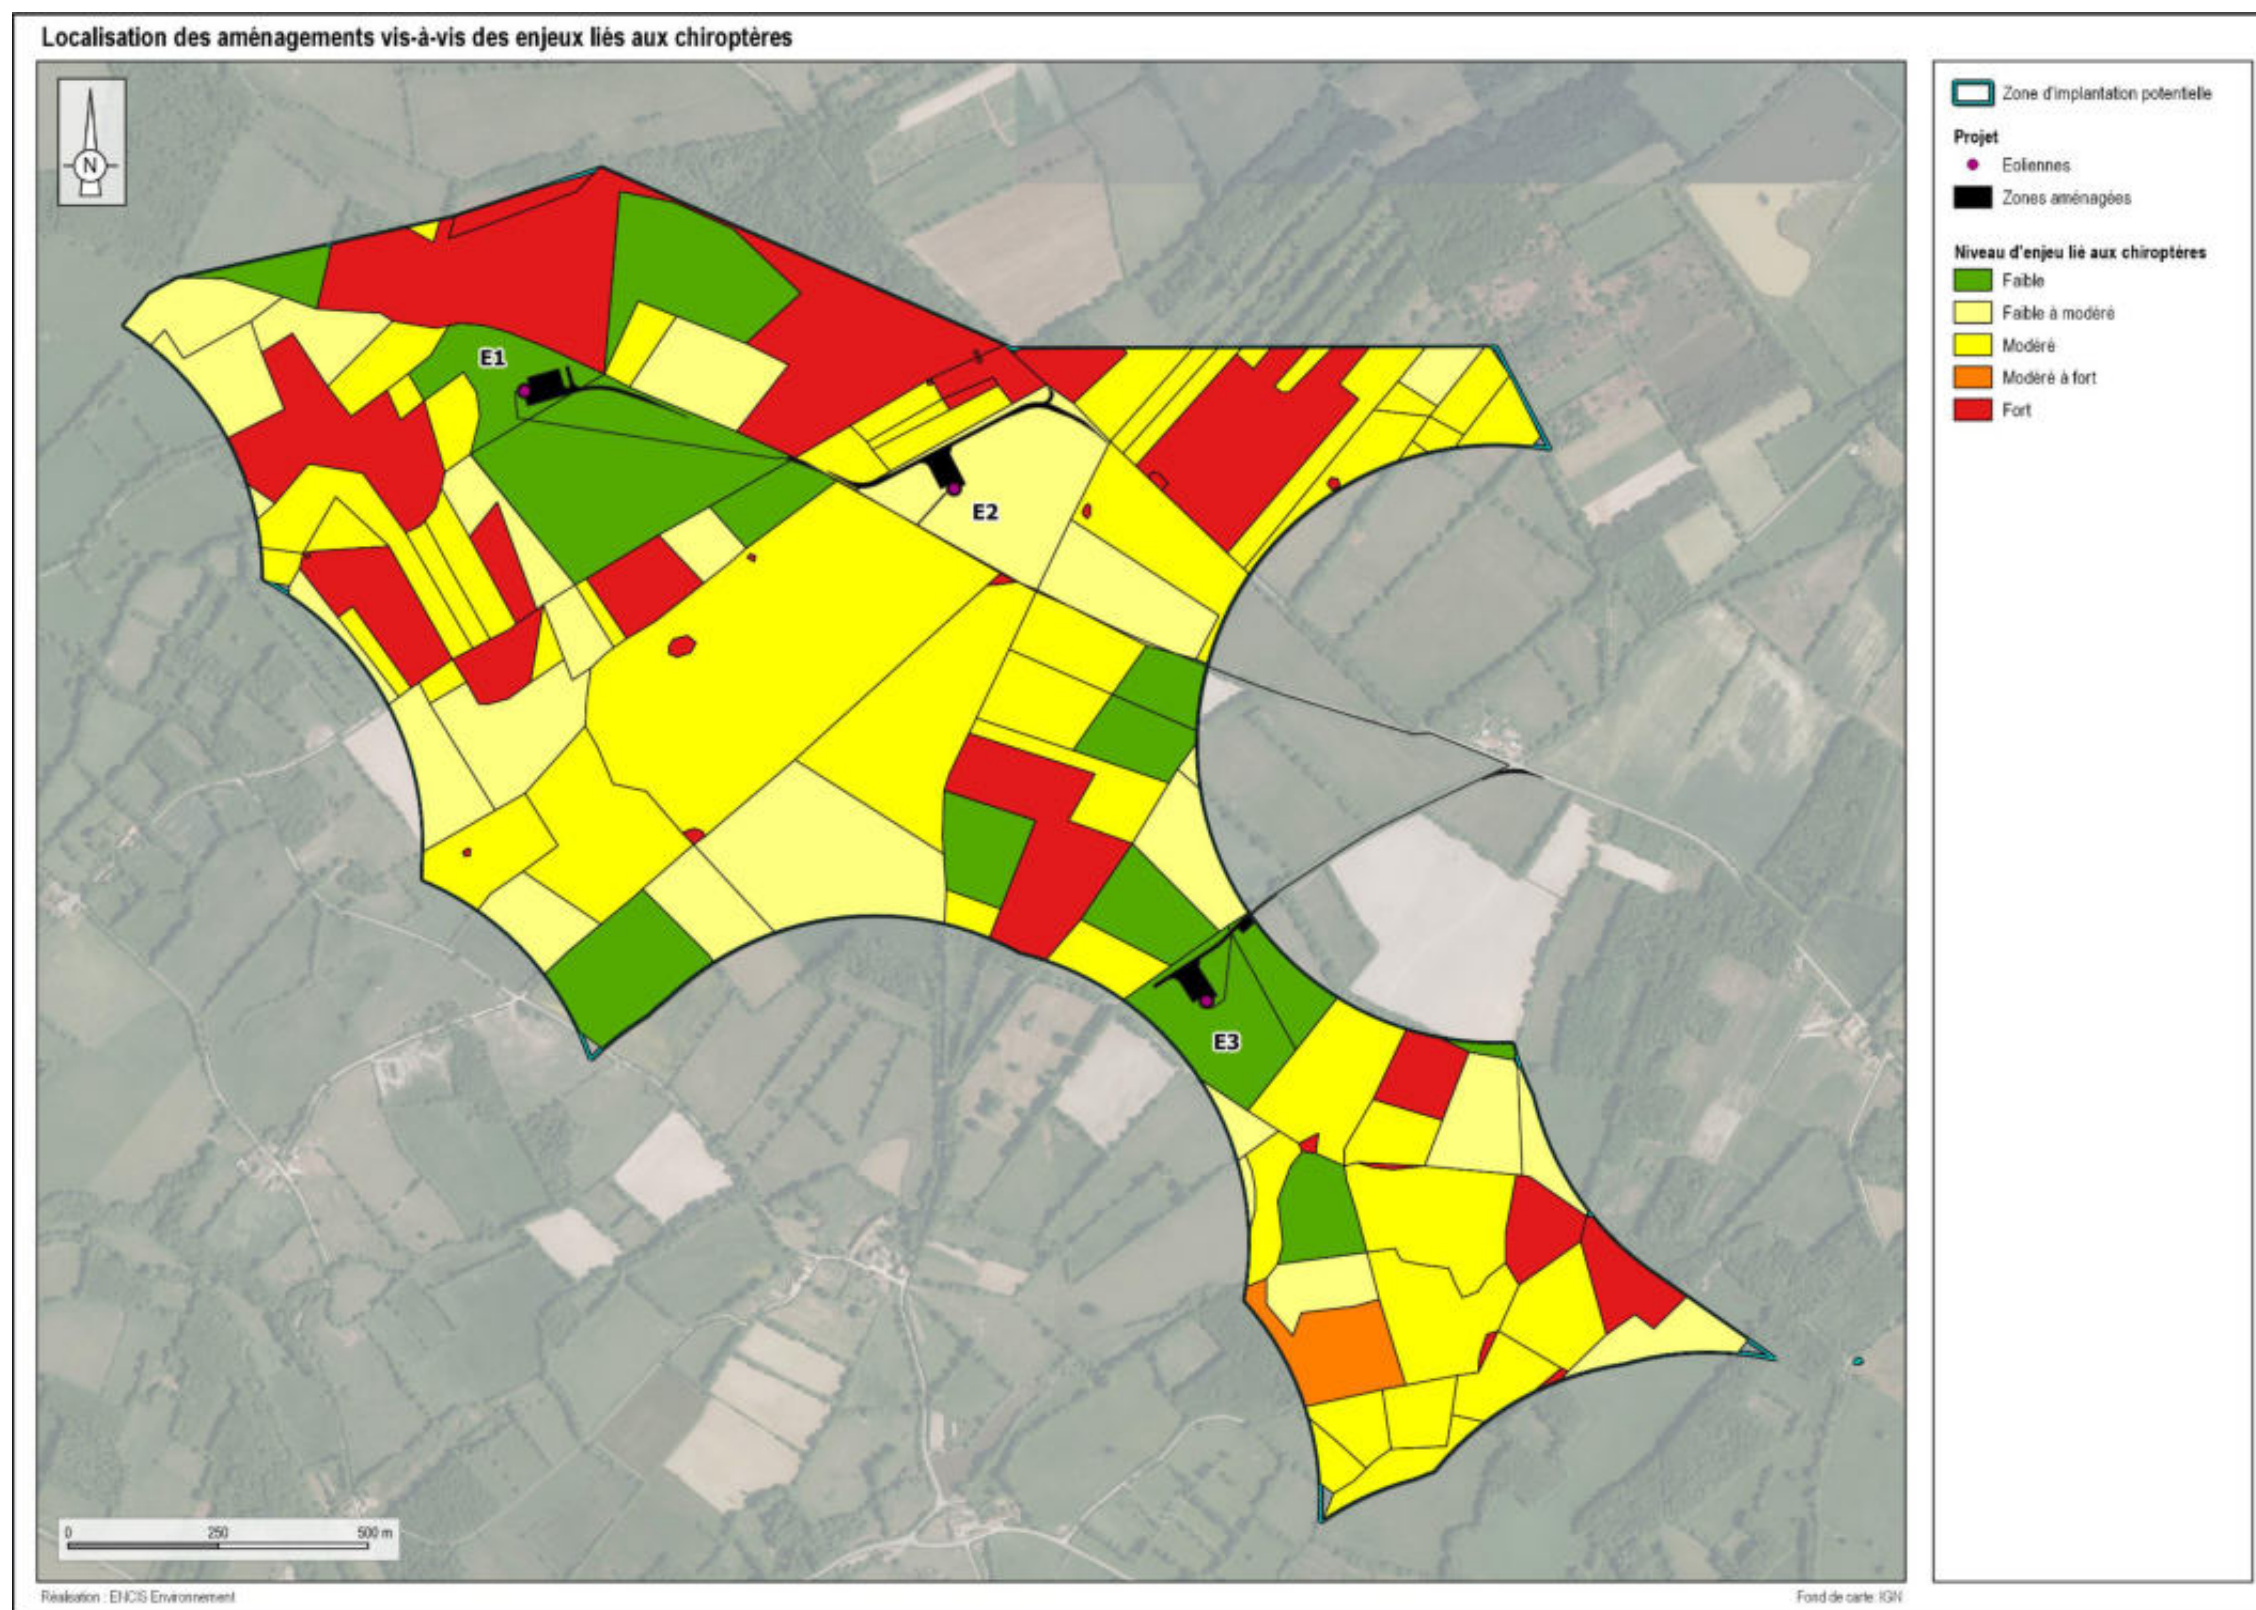 Localisation des aménagements vis-à-vis des enjeux liés aux chiroptères
N
E1
E2
E3
0 250 500 m
Zone d'implantation potentielle
Projet
Eoliennes
Zones aménagées
Niveau d'enjeu lié aux chiroptères
Faible
Faible à modéré
Modéré
Modéré à fort
Fort
Réalisation : ENCIS Environnement
Fond de carte: IGN